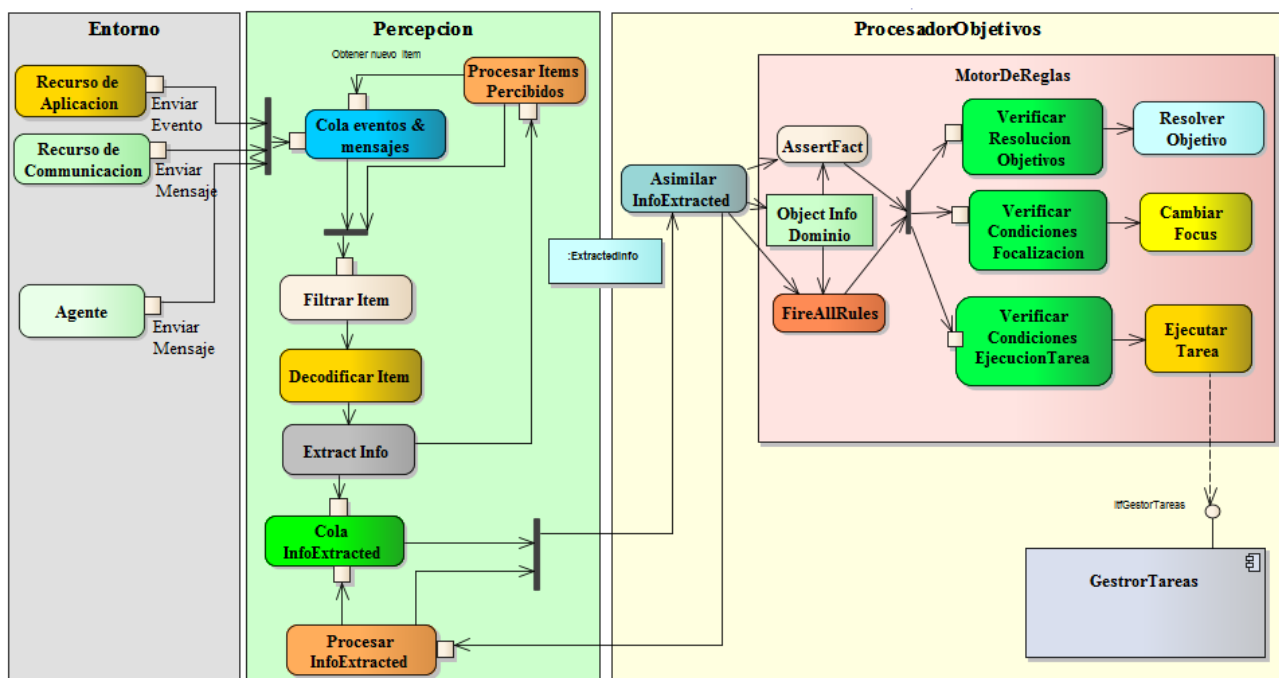 Entorno
Recurso de
Aplicacion
Enviar
Evento
Recurso de
Communicacion
Enviar
Mensaje
Agente
Enviar
Mensaje
Percepcion
Obtener nuevo Item
Procesar Items
Percibidos
Cola eventos &
mensajes
Filtrar Item
Decodificar Item
Extract Info
Cola
InfoExtracted
Procesar
InfoExtracted
:ExtractedInfo
ProcesadorObjetivos
Asimilar
InfoExtracted
MotorDeReglas
AssertFact
Object Info
Dominio
FireAllRules
Verificar
Resolucion
Objetivos
Resolver
Objetivo
Verificar
Condiciones
Focalizacion
Cambiar
Focus
Verificar
Condiciones
EjecucionTarea
Ejecutar
Tarea
ItfGestorTareas
GestrorTareas